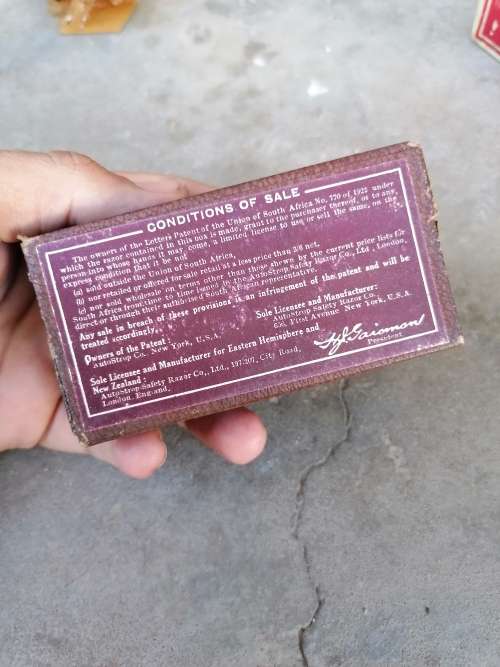 CONDITIONS OF SALE
The owners of the Letters Patent of the Union of South Africa No. 770 of 1922 under
which the razor contained in this box is made, grant to the purchaser thereof, or to any
person into whose hands it may come, a limited license to use or sell the same, on the
express condition that it be not
(a) sold outside the Union of South Africa,
(b) nor retailed or offered for sale retail at a less price than 2/6 net.
(c) nor sold wholesale on terms other than those shown by the current price lists for
South Africa from time to time issued by the AutoStrop Safety Razor Co., Ltd., London,
direct or through their authorised South African representative.
Any sale in breach of these provisions is an infringement of the patent and will be
treated accordingly.
Owners of the Patent:
AutoStrop Co. New York, U.S.A.
Sole Licensee and Manufacturer:
AutoStrop Safety Razor Co.,
656, First Avenue New York, U.S.A.
Sole Licensee and Manufacturer for Eastern Hemisphere and
New Zealand:
AutoStrop Safety Razor Co., Ltd., 197/207, City Road,
London, England.
H J Gaisman
President